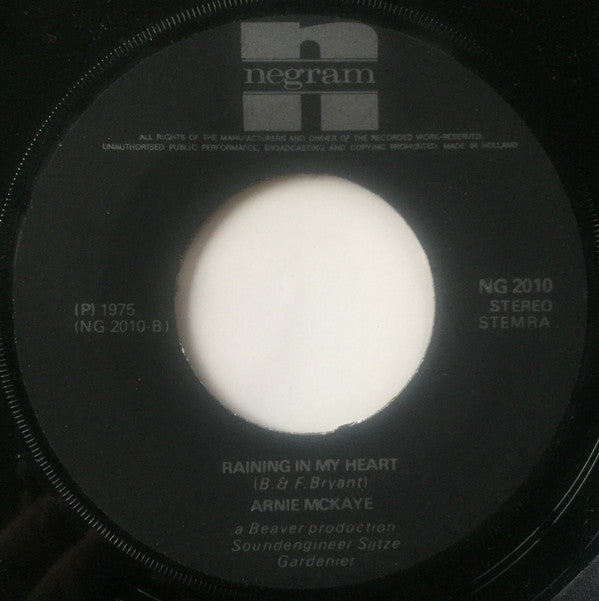 n
negram
ALL RIGHTS OF THE MANUFACTURERS AND OWNER OF THE RECORDED WORK-RESERVED.
UNAUTHORISED PUBLIC PERFORMANCE, BROADCASTING AND COPYING PROHIBITED. MADE IN HOLLAND
(P) 1975
(NG 2010-B)
NG 2010
STEREO
STEMRA
RAINING IN MY HEART
(B. & F. Bryant)
ARNIE MCKAYE
a Beaver production
Soundengineer Sijtze
Gardenier